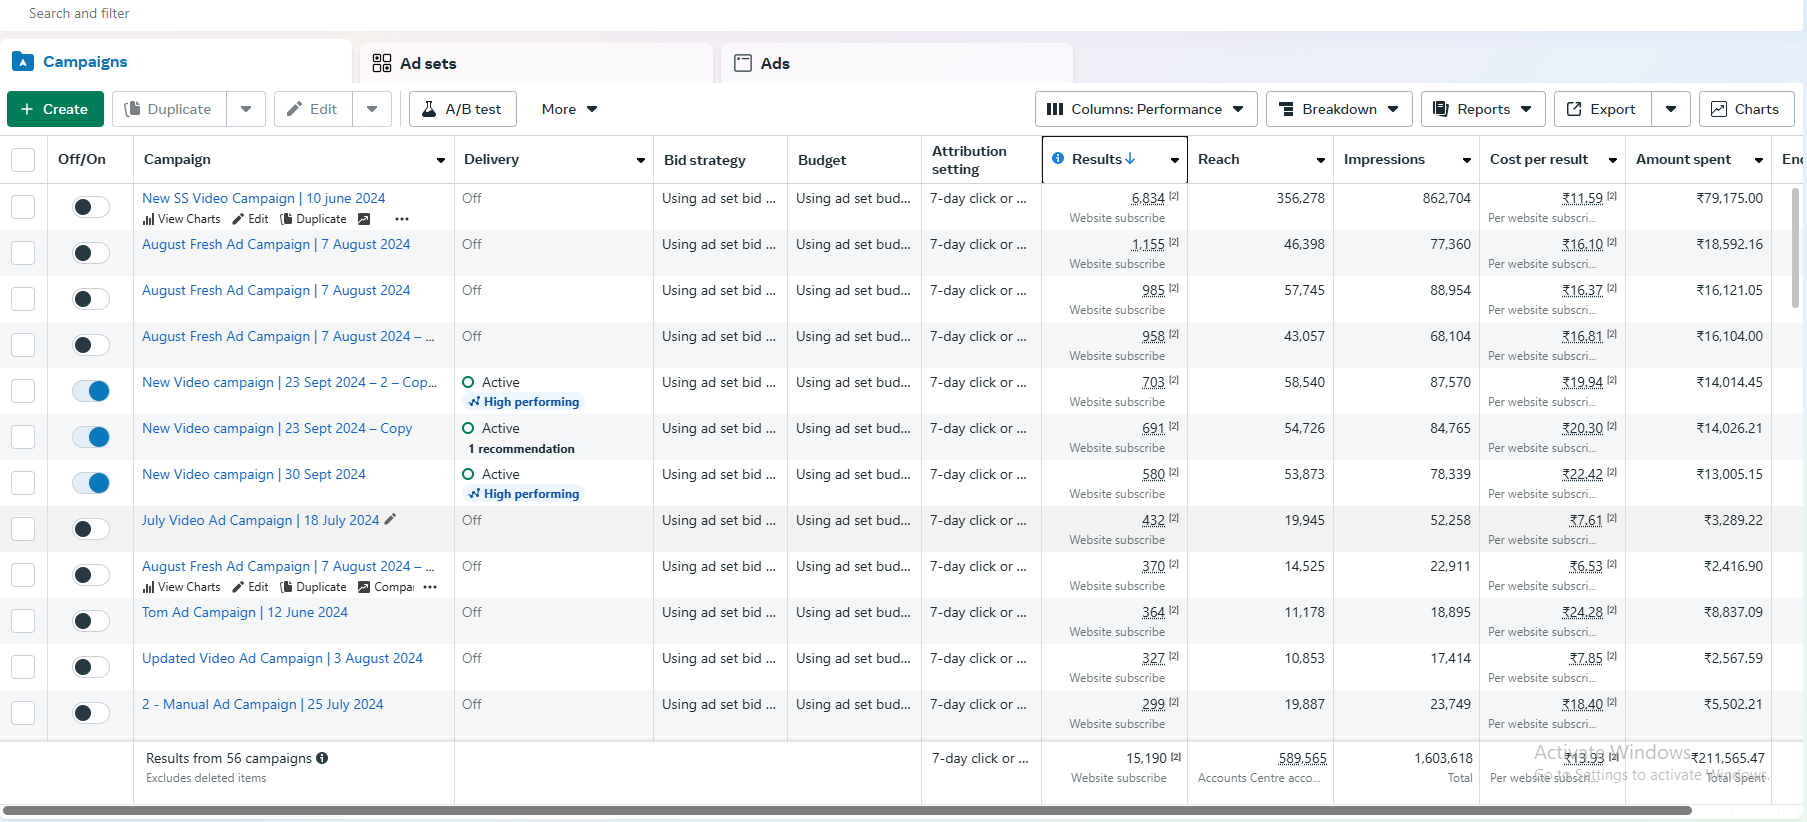 Search and filter
Campaigns
Ad sets
Ads
+ Create
Duplicate
Edit
A/B test
More
Columns: Performance
Breakdown
Reports
Export
Charts
Off/On Campaign Delivery Bid strategy Budget Attribution setting Results Reach Impressions Cost per result Amount spent Enc
New SS Video Campaign | 10 june 2024 Off Using ad set bid ... Using ad set bud... 7-day click or ... 6,834 [2] 356,278 862,704 ₹11.59 [2] ₹79,175.00
View Charts Edit Duplicate ... Website subscribe Per website subscri...
August Fresh Ad Campaign | 7 August 2024 Off Using ad set bid ... Using ad set bud... 7-day click or ... 1,155 [2] 46,398 77,360 ₹16.10 [2] ₹18,592.16
Website subscribe Per website subscri...
August Fresh Ad Campaign | 7 August 2024 Off Using ad set bid ... Using ad set bud... 7-day click or ... 985 [2] 57,745 88,954 ₹16.37 [2] ₹16,121.05
Website subscribe Per website subscri...
August Fresh Ad Campaign | 7 August 2024 – ... Off Using ad set bid ... Using ad set bud... 7-day click or ... 958 [2] 43,057 68,104 ₹16.81 [2] ₹16,104.00
Website subscribe Per website subscri...
New Video campaign | 23 Sept 2024 – 2 – Cop... Active Using ad set bid ... Using ad set bud... 7-day click or ... 703 [2] 58,540 87,570 ₹19.94 [2] ₹14,014.45
High performing Website subscribe Per website subscri...
New Video campaign | 23 Sept 2024 – Copy Active Using ad set bid ... Using ad set bud... 7-day click or ... 691 [2] 54,726 84,765 ₹20.30 [2] ₹14,026.21
1 recommendation Website subscribe Per website subscri...
New Video campaign | 30 Sept 2024 Active Using ad set bid ... Using ad set bud... 7-day click or ... 580 [2] 53,873 78,339 ₹22.42 [2] ₹13,005.15
High performing Website subscribe Per website subscri...
July Video Ad Campaign | 18 July 2024 Off Using ad set bid ... Using ad set bud... 7-day click or ... 432 [2] 19,945 52,258 ₹7.61 [2] ₹3,289.22
Website subscribe Per website subscri...
August Fresh Ad Campaign | 7 August 2024 – ... Off Using ad set bid ... Using ad set bud... 7-day click or ... 370 [2] 14,525 22,911 ₹6.53 [2] ₹2,416.90
View Charts Edit Duplicate Compar ... Website subscribe Per website subscri...
Tom Ad Campaign | 12 June 2024 Off Using ad set bid ... Using ad set bud... 7-day click or ... 364 [2] 11,178 18,895 ₹24.28 [2] ₹8,837.09
Website subscribe Per website subscri...
Updated Video Ad Campaign | 3 August 2024 Off Using ad set bid ... Using ad set bud... 7-day click or ... 327 [2] 10,853 17,414 ₹7.85 [2] ₹2,567.59
Website subscribe Per website subscri...
2 - Manual Ad Campaign | 25 July 2024 Off Using ad set bid ... Using ad set bud... 7-day click or ... 299 [2] 19,887 23,749 ₹18.40 [2] ₹5,502.21
Website subscribe Per website subscri...
Results from 56 campaigns 7-day click or ... 15,190 [2] 589,565 1,603,618 ₹13.93 [2] ₹211,565.47
Excludes deleted items Website subscribe Accounts Centre acco... Total Per website subscri... Total Spent
Activate Windows
Go to Settings to activate Windows.